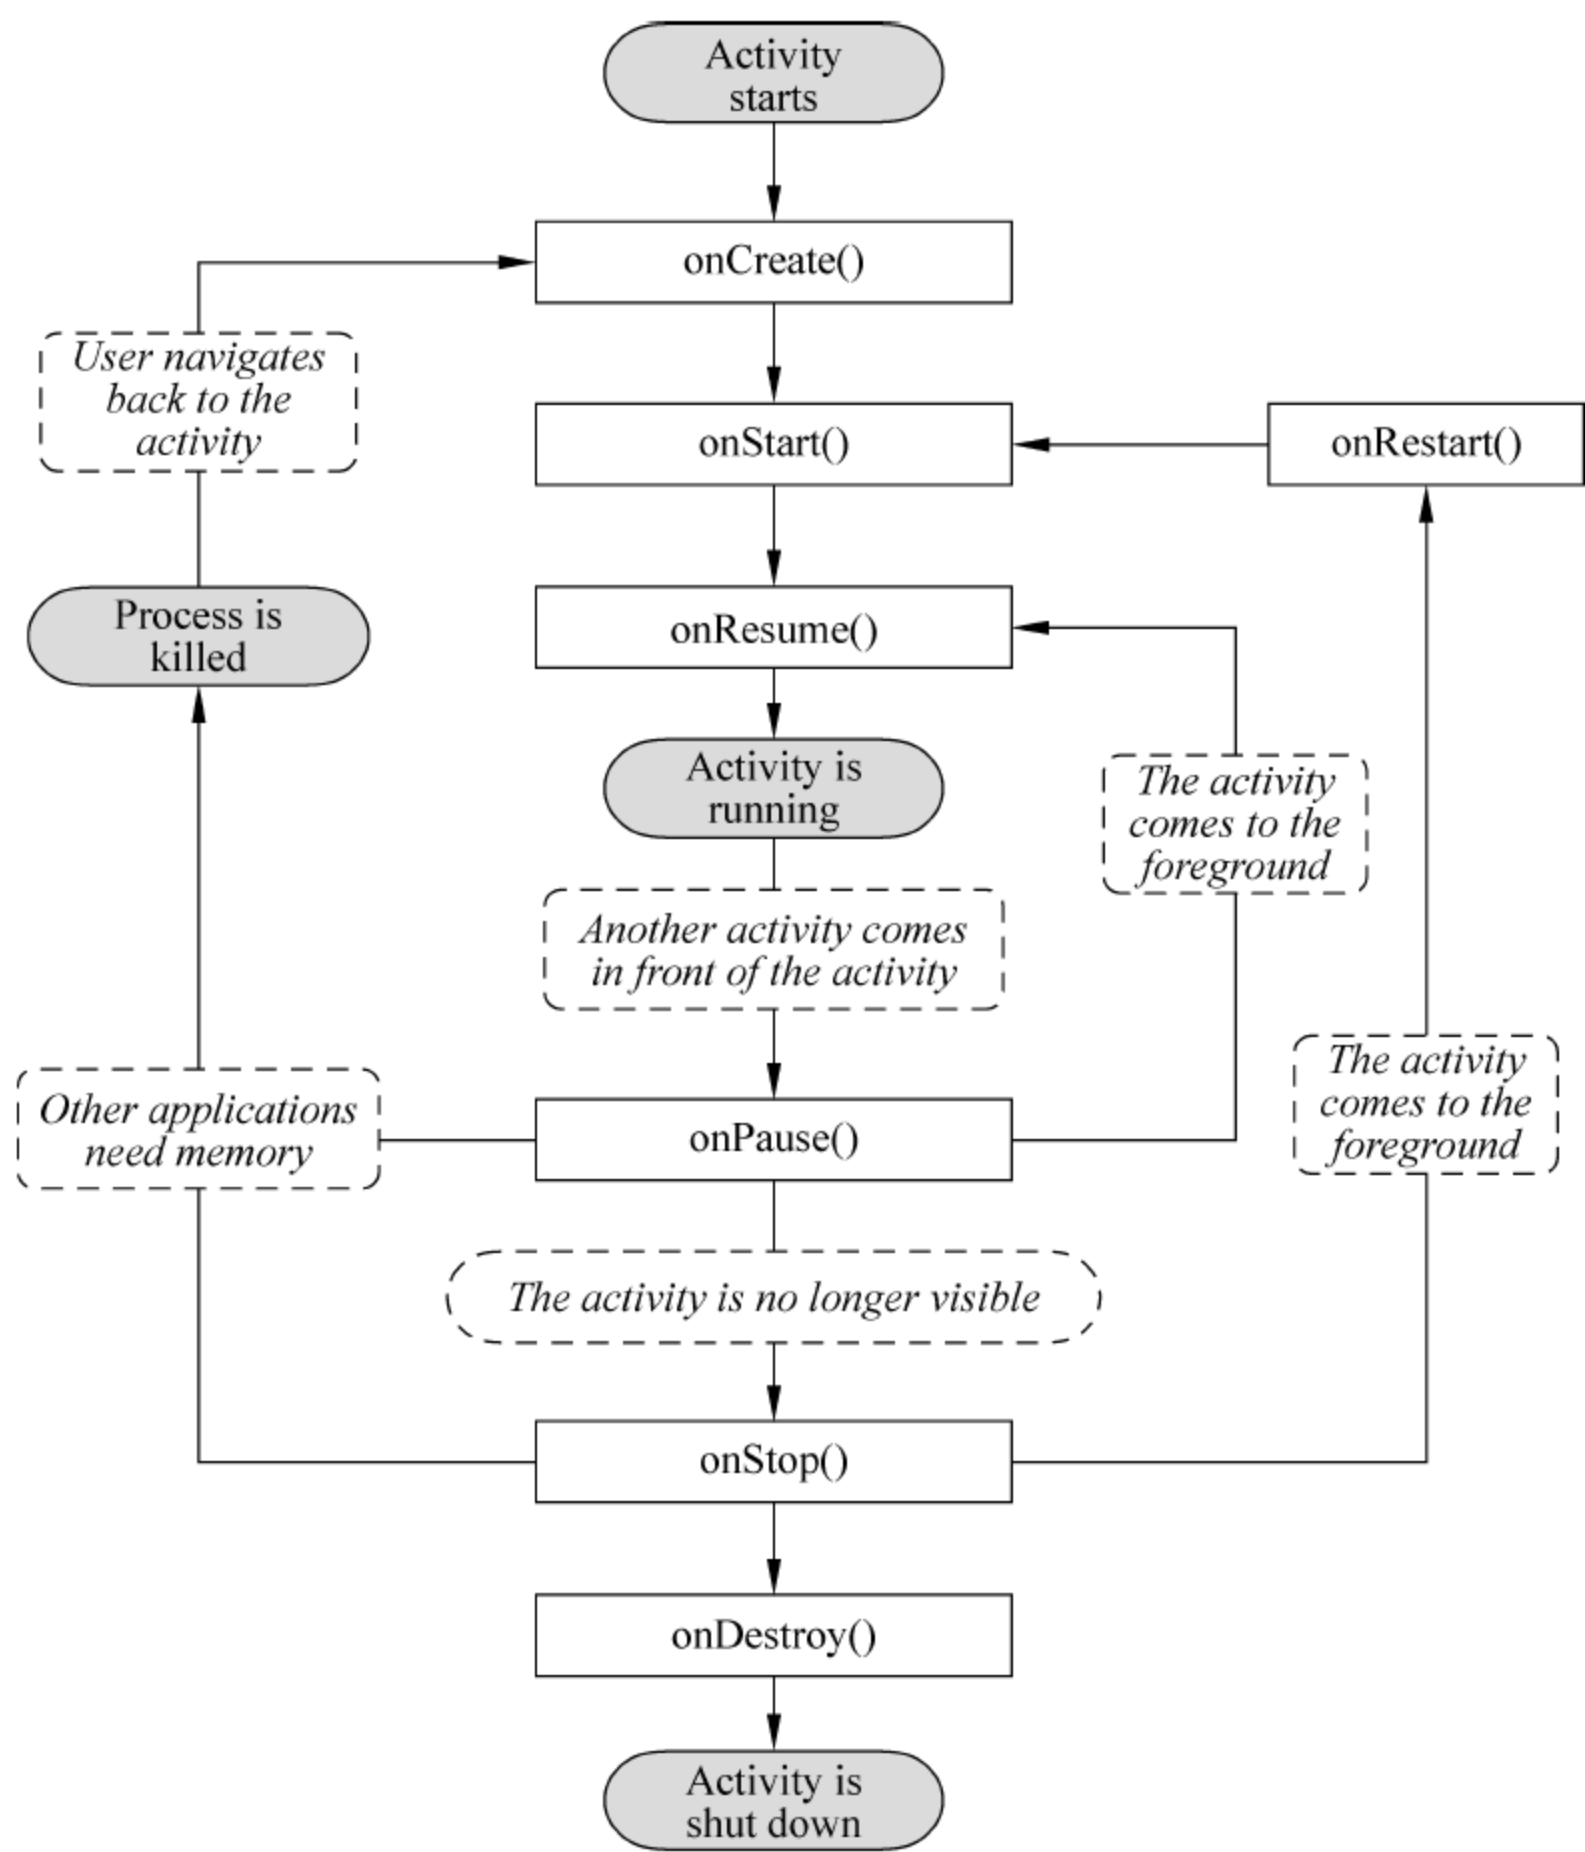 Activity
starts
onCreate()
User navigates
back to the
activity
onStart()
onRestart()
Process is
killed
onResume()
Activity is
running
The activity
comes to the
foreground
Another activity comes
in front of the activity
The activity
comes to the
foreground
Other applications
need memory
onPause()
The activity is no longer visible
onStop()
onDestroy()
Activity is
shut down